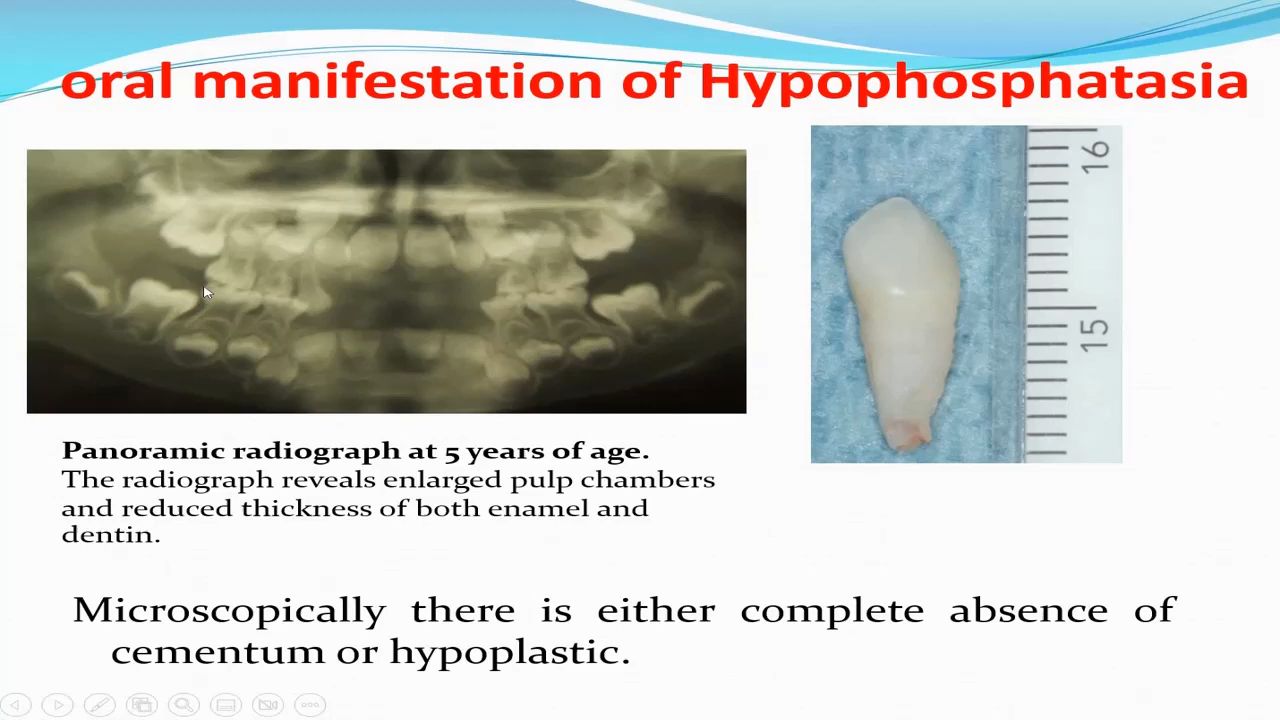 oral manifestation of Hypophosphatasia
16
15
Panoramic radiograph at 5 years of age.
The radiograph reveals enlarged pulp chambers
and reduced thickness of both enamel and
dentin.
Microscopically there is either complete absence of
cementum or hypoplastic.